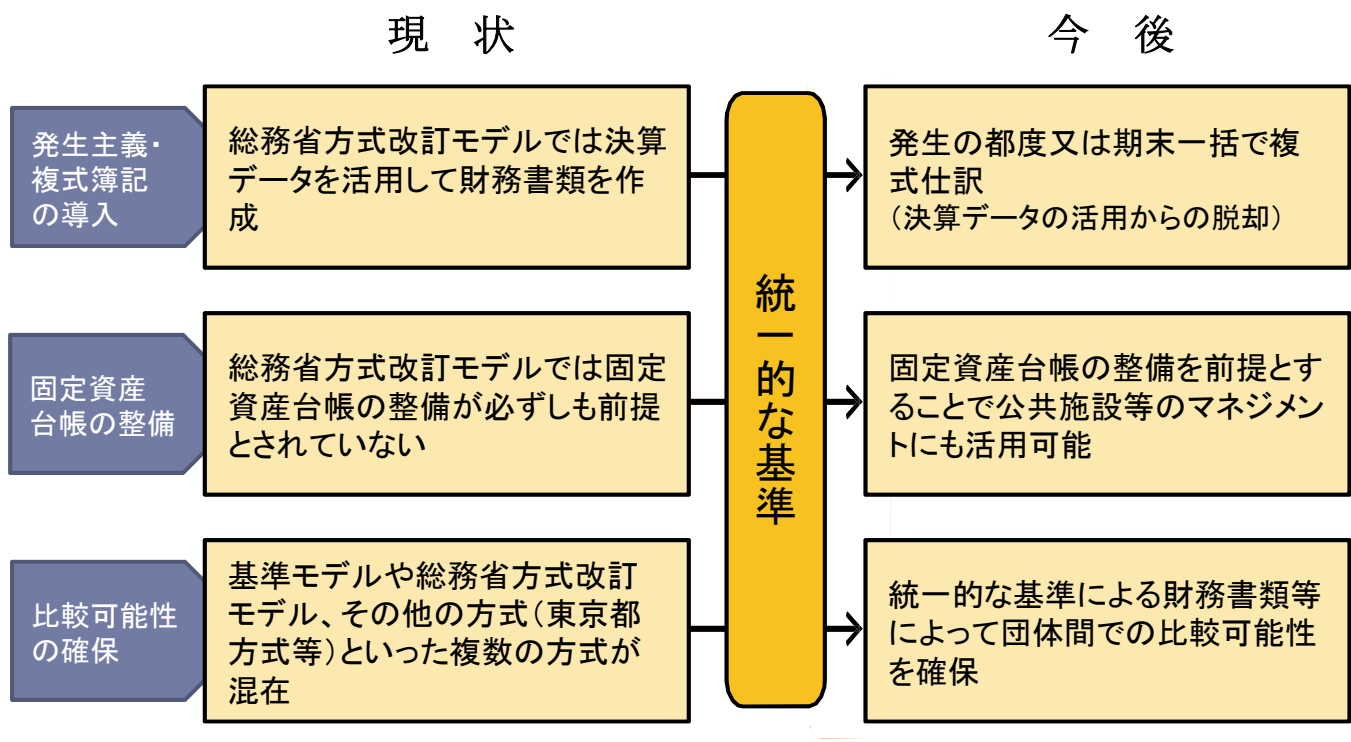 現　状
今　後
発生主義・
複式簿記
の導入
総務省方式改訂モデルでは決算
データを活用して財務書類を作
成
発生の都度又は期末一括で複
式仕訳
（決算データの活用からの脱却）
統一的な基準
固定資産
台帳の整備
総務省方式改訂モデルでは固定
資産台帳の整備が必ずしも前提
とされていない
固定資産台帳の整備を前提とす
ることで公共施設等のマネジメン
トにも活用可能
比較可能性
の確保
基準モデルや総務省方式改訂
モデル、その他の方式（東京都
方式等）といった複数の方式が
混在
統一的な基準による財務書類等
によって団体間での比較可能性
を確保